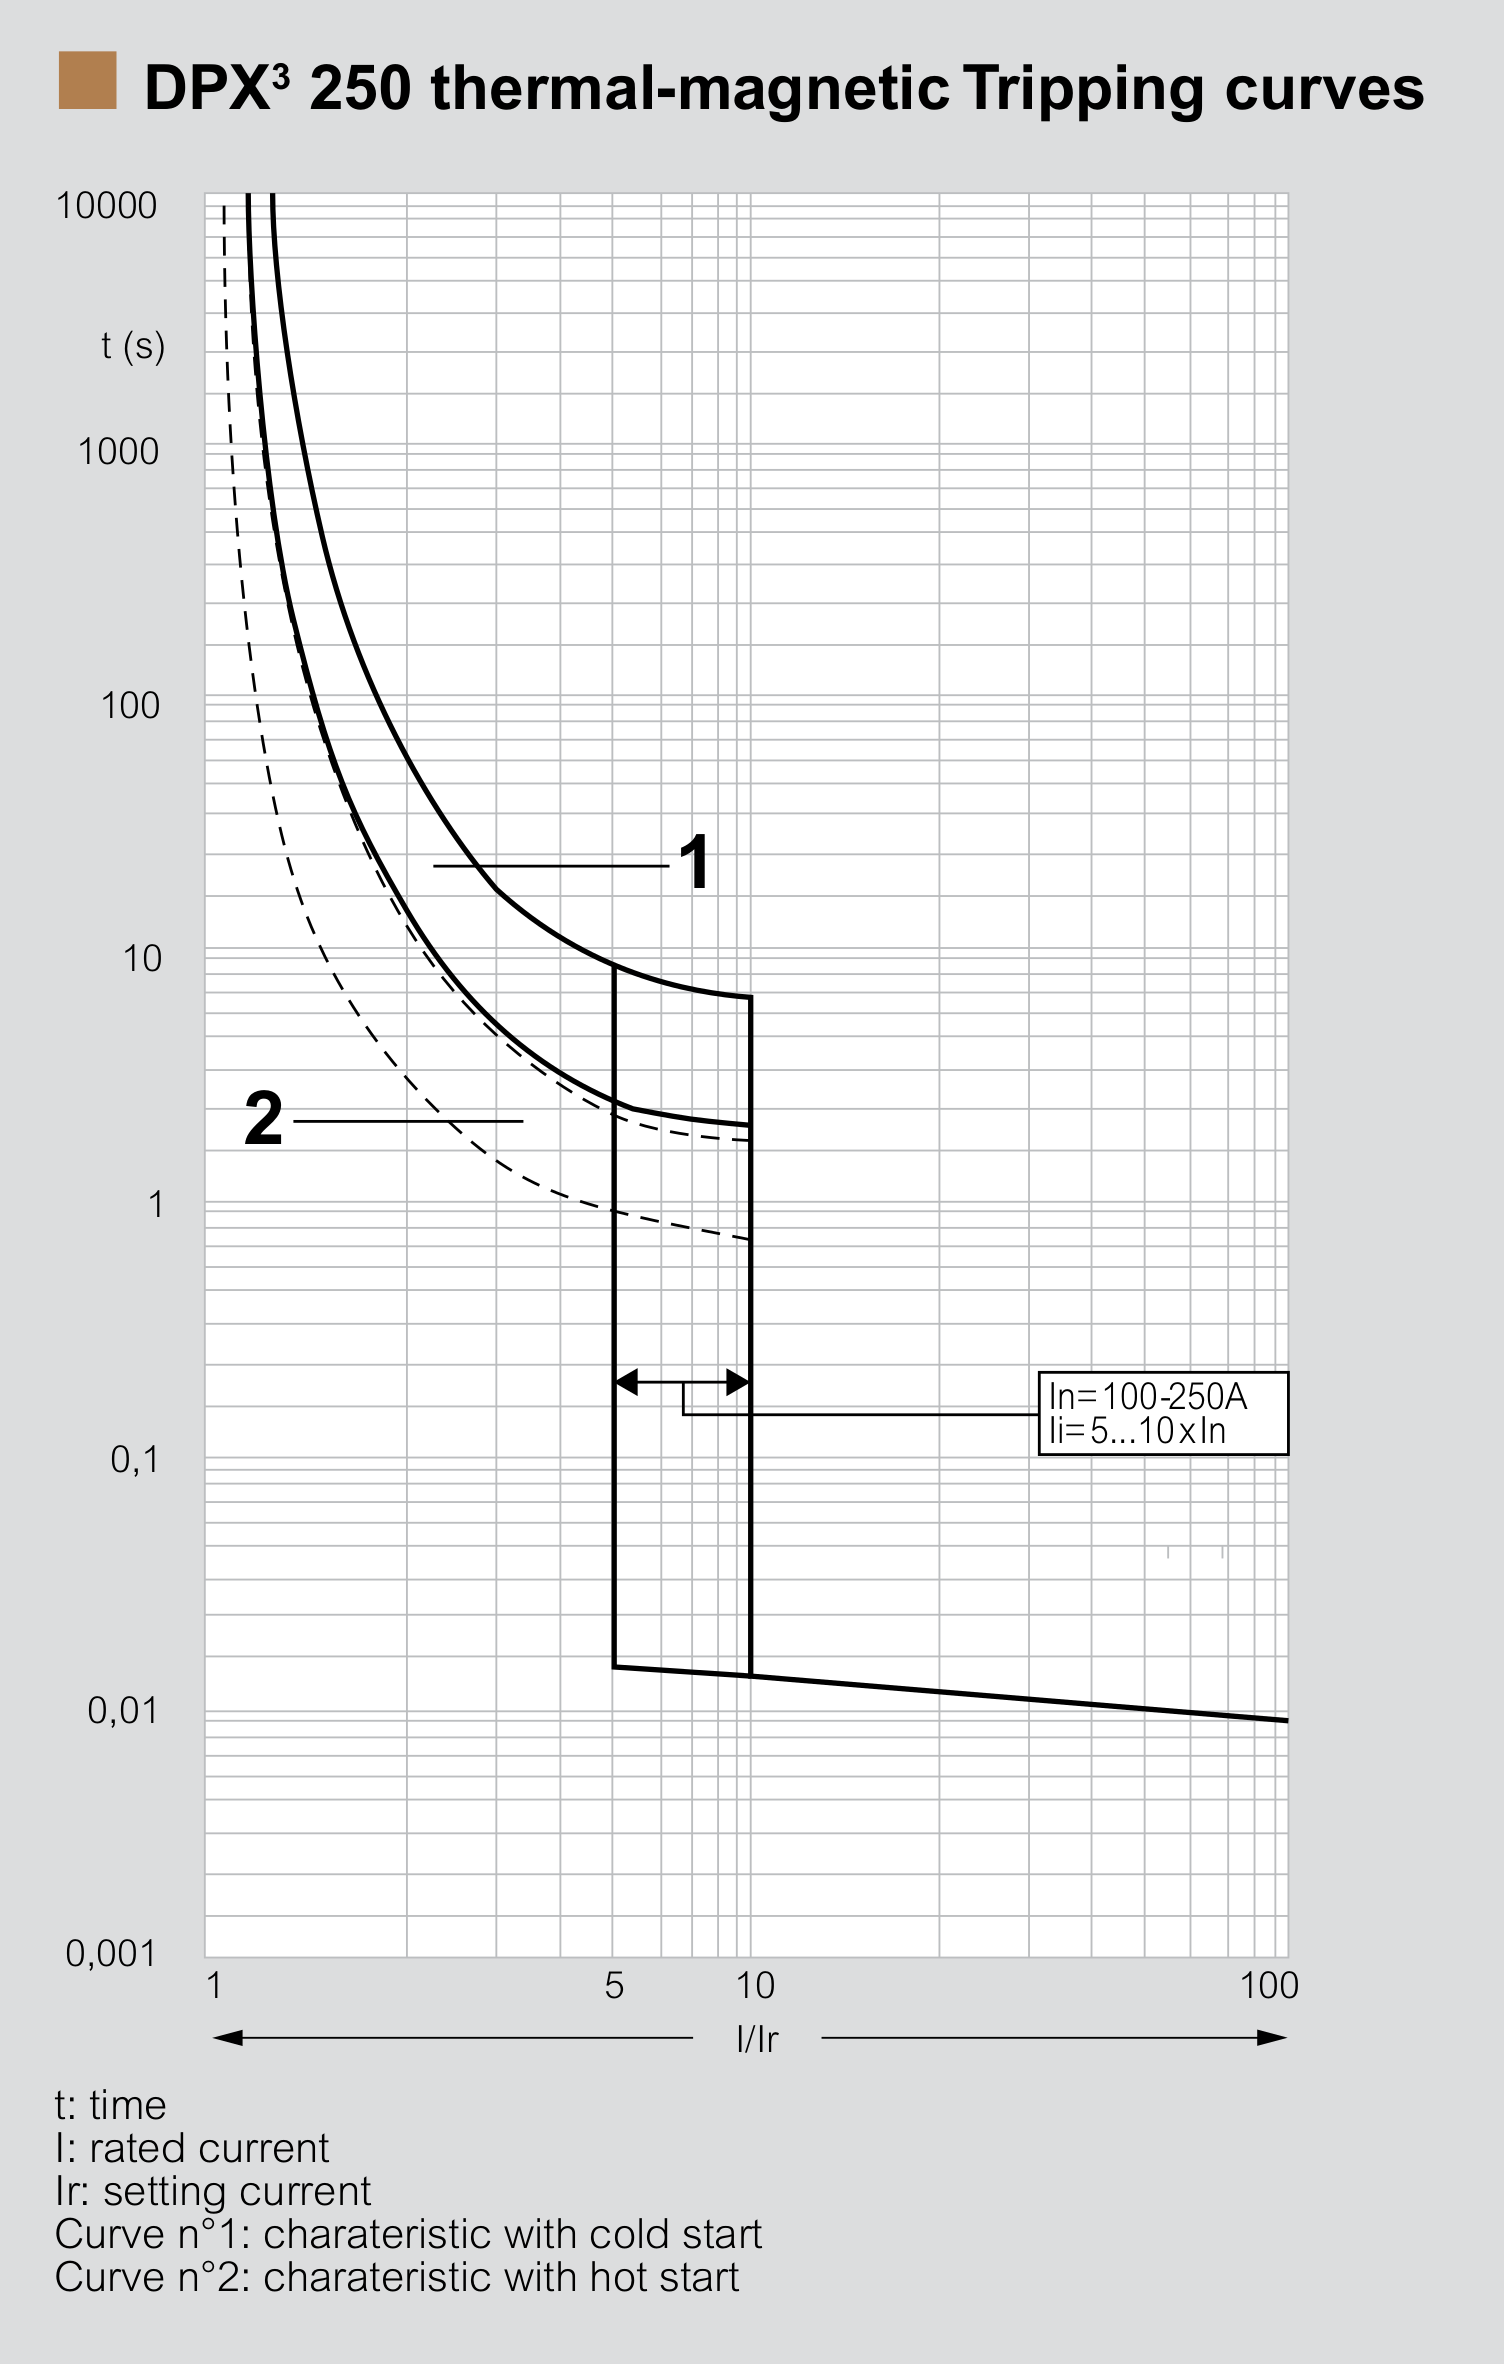 DPX³ 250 thermal-magnetic Tripping curves
10000
t (s)
1000
100
10
1
0,1
0,01
0,001
1
2
In=100-250A
Ii=5...10xIn
1
5
10
100
I/Ir
t: time
I: rated current
Ir: setting current
Curve n°1: charateristic with cold start
Curve n°2: charateristic with hot start